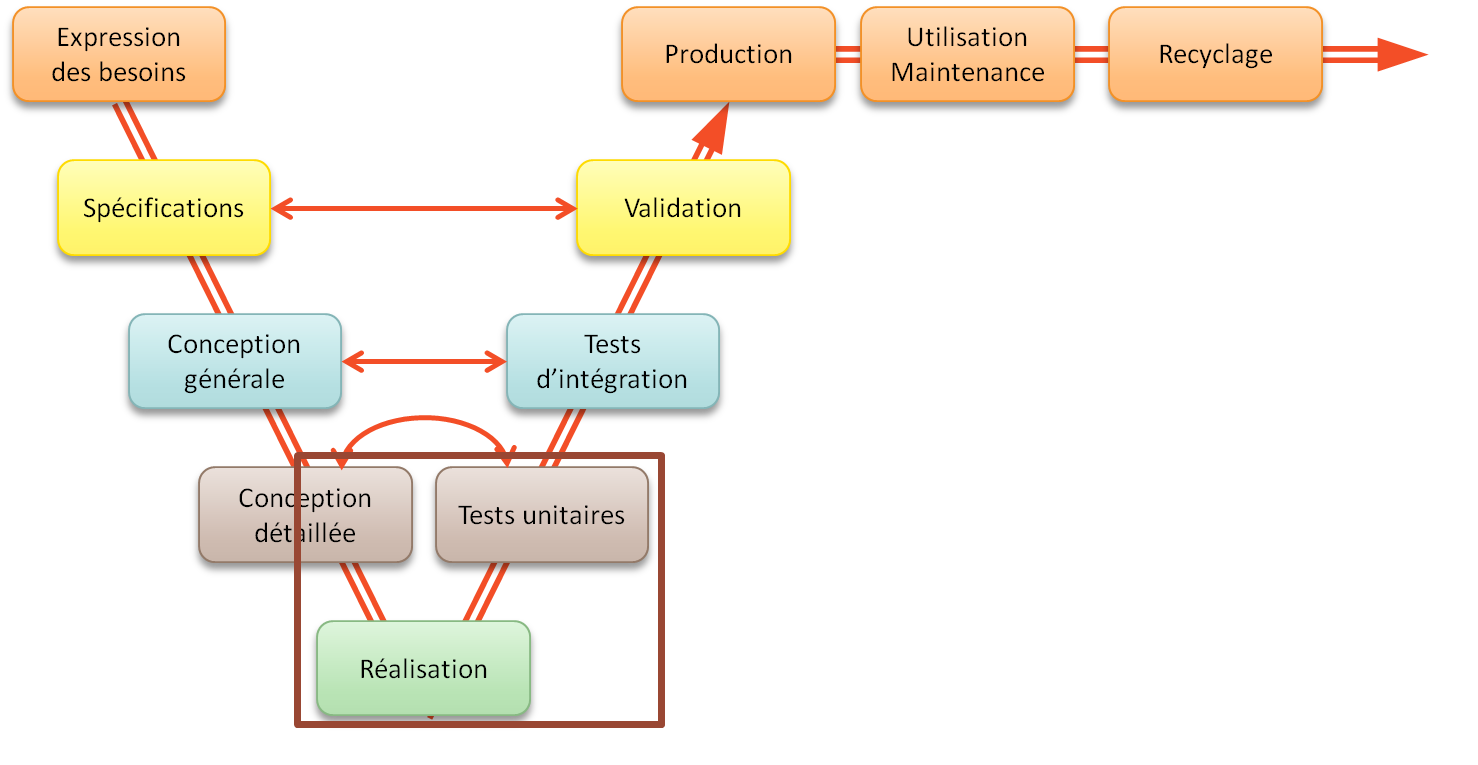 Expression
des besoins
Production
Utilisation
Maintenance
Recyclage
Spécifications
Validation
Conception
générale
Tests
d’intégration
Conception
détaillée
Tests unitaires
Réalisation